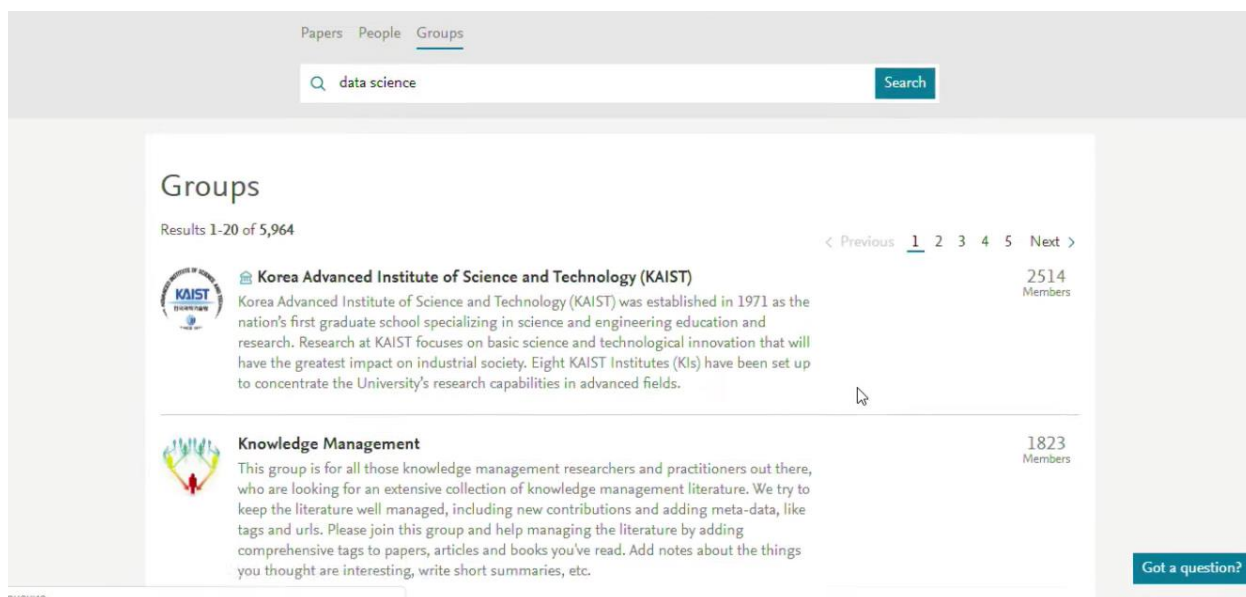 Papers People Groups
data science
Search
Groups
Results 1-20 of 5,964
< Previous 1 2 3 4 5 Next >
KAIST
Korea Advanced Institute of Science and Technology (KAIST)
2514
Members
Korea Advanced Institute of Science and Technology (KAIST) was established in 1971 as the
nation's first graduate school specializing in science and engineering education and
research. Research at KAIST focuses on basic science and technological innovation that will
have the greatest impact on industrial society. Eight KAIST Institutes (KIs) have been set up
to concentrate the University's research capabilities in advanced fields.
Knowledge Management
1823
Members
This group is for all those knowledge management researchers and practitioners out there,
who are looking for an extensive collection of knowledge management literature. We try to
keep the literature well managed, including new contributions and adding meta-data, like
tags and urls. Please join this group and help managing the literature by adding
comprehensive tags to papers, articles and books you've read. Add notes about the things
you thought are interesting, write short summaries, etc.
Got a question?